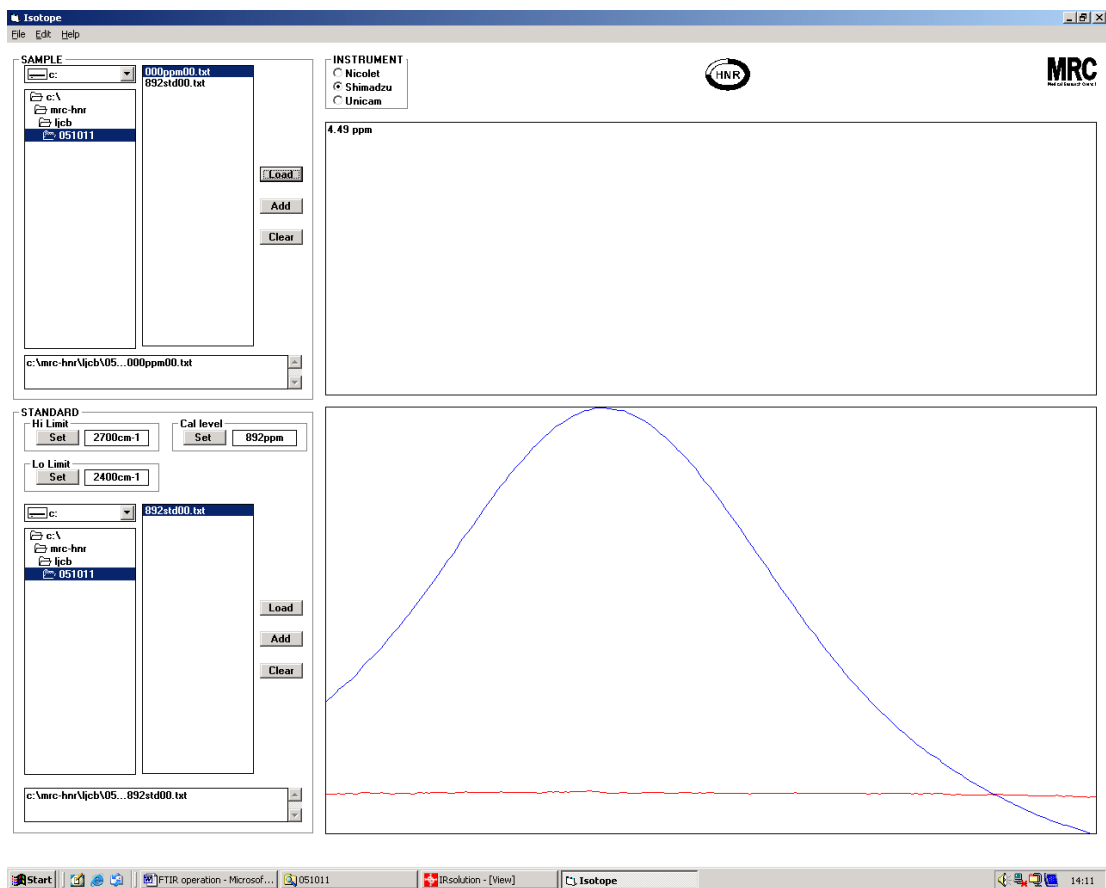 Isotope
File Edit Help
SAMPLE
c:
c:\
mrc-hnr
ljcb
051011
000ppm00.txt
892std00.txt
Load
Add
Clear
c:\mrc-hnr\ljcb\05...000ppm00.txt
INSTRUMENT
Nicolet
Shimadzu
Unicam
HNR
MRC
Medical Research Council
4.49 ppm
STANDARD
Hi Limit
Set 2700cm-1
Cal level
Set 892ppm
Lo Limit
Set 2400cm-1
c:
c:\
mrc-hnr
ljcb
051011
892std00.txt
Load
Add
Clear
c:\mrc-hnr\ljcb\05...892std00.txt
Start FTIR operation - Microsof... 051011 IRsolution - [View] Isotope 14:11